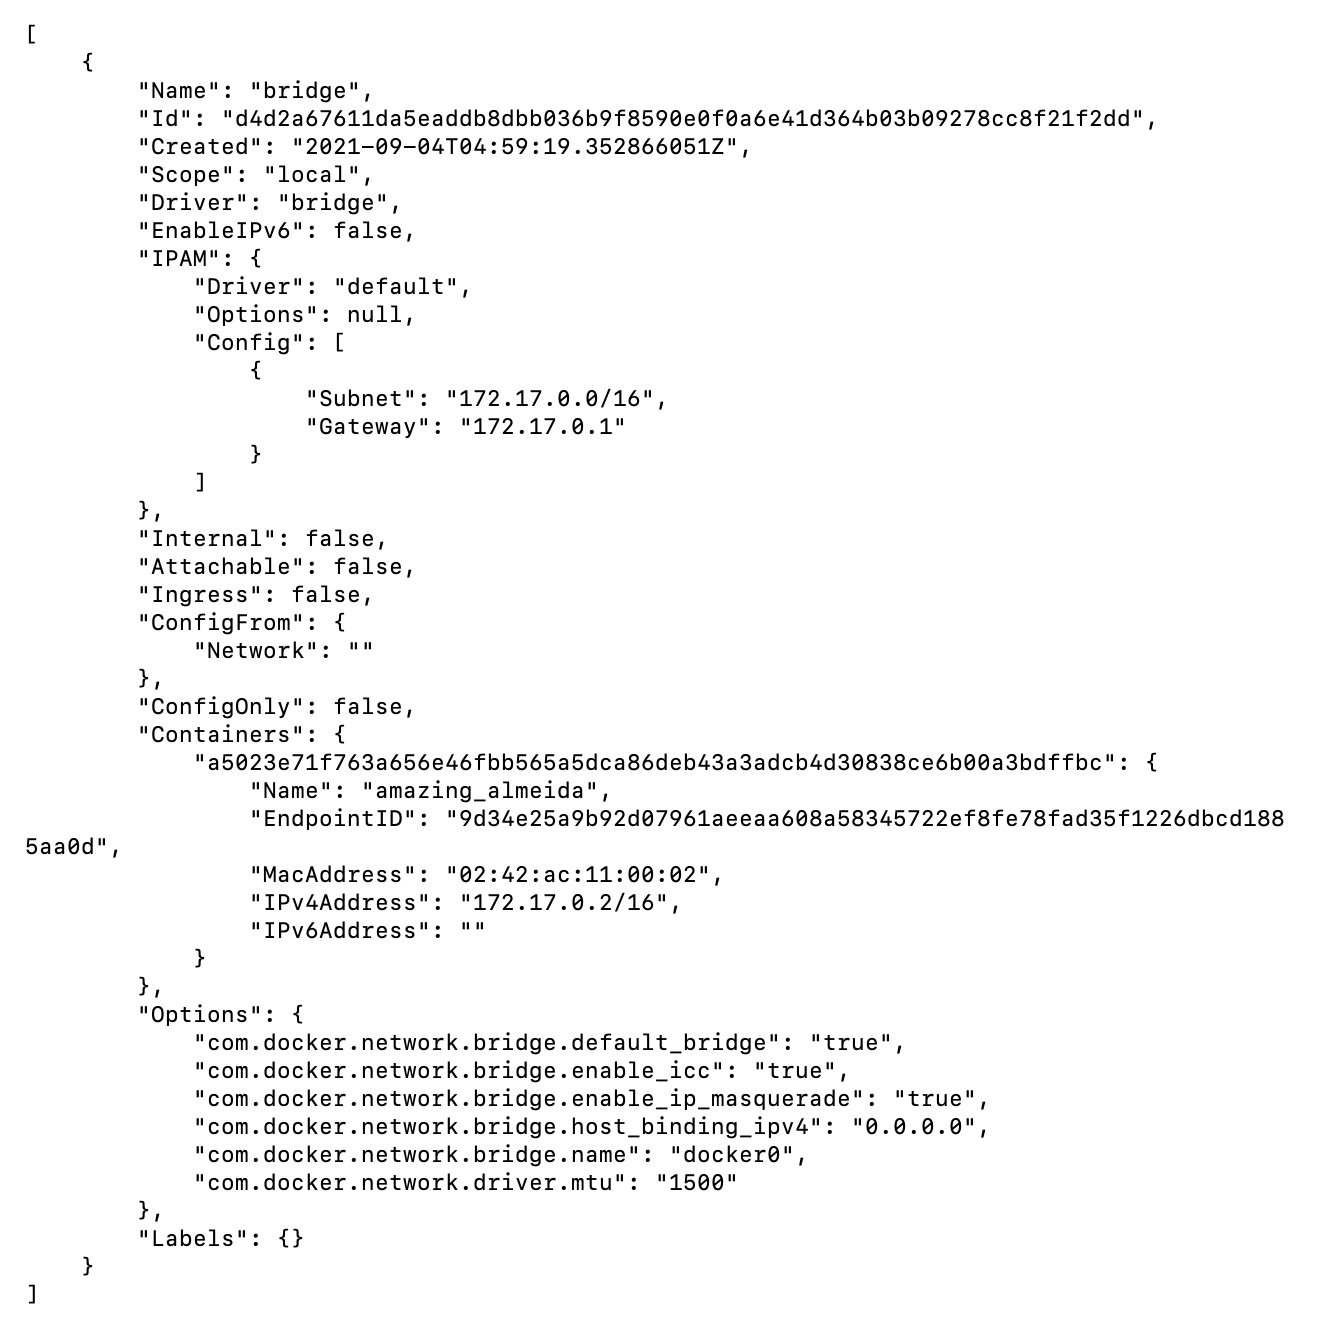 [
    {
        "Name": "bridge",
        "Id": "d4d2a67611da5eaddb8dbb036b9f8590e0f0a6e41d364b03b09278cc8f21f2dd",
        "Created": "2021-09-04T04:59:19.352866051Z",
        "Scope": "local",
        "Driver": "bridge",
        "EnableIPv6": false,
        "IPAM": {
            "Driver": "default",
            "Options": null,
            "Config": [
                {
                    "Subnet": "172.17.0.0/16",
                    "Gateway": "172.17.0.1"
                }
            ]
        },
        "Internal": false,
        "Attachable": false,
        "Ingress": false,
        "ConfigFrom": {
            "Network": ""
        },
        "ConfigOnly": false,
        "Containers": {
            "a5023e71f763a656e46fbb565a5dca86deb43a3adcb4d30838ce6b00a3bdffbc": {
                "Name": "amazing_almeida",
                "EndpointID": "9d34e25a9b92d07961aeeaa608a58345722ef8fe78fad35f1226dbcd188
5aa0d",
                "MacAddress": "02:42:ac:11:00:02",
                "IPv4Address": "172.17.0.2/16",
                "IPv6Address": ""
            }
        },
        "Options": {
            "com.docker.network.bridge.default_bridge": "true",
            "com.docker.network.bridge.enable_icc": "true",
            "com.docker.network.bridge.enable_ip_masquerade": "true",
            "com.docker.network.bridge.host_binding_ipv4": "0.0.0.0",
            "com.docker.network.bridge.name": "docker0",
            "com.docker.network.driver.mtu": "1500"
        },
        "Labels": {}
    }
]